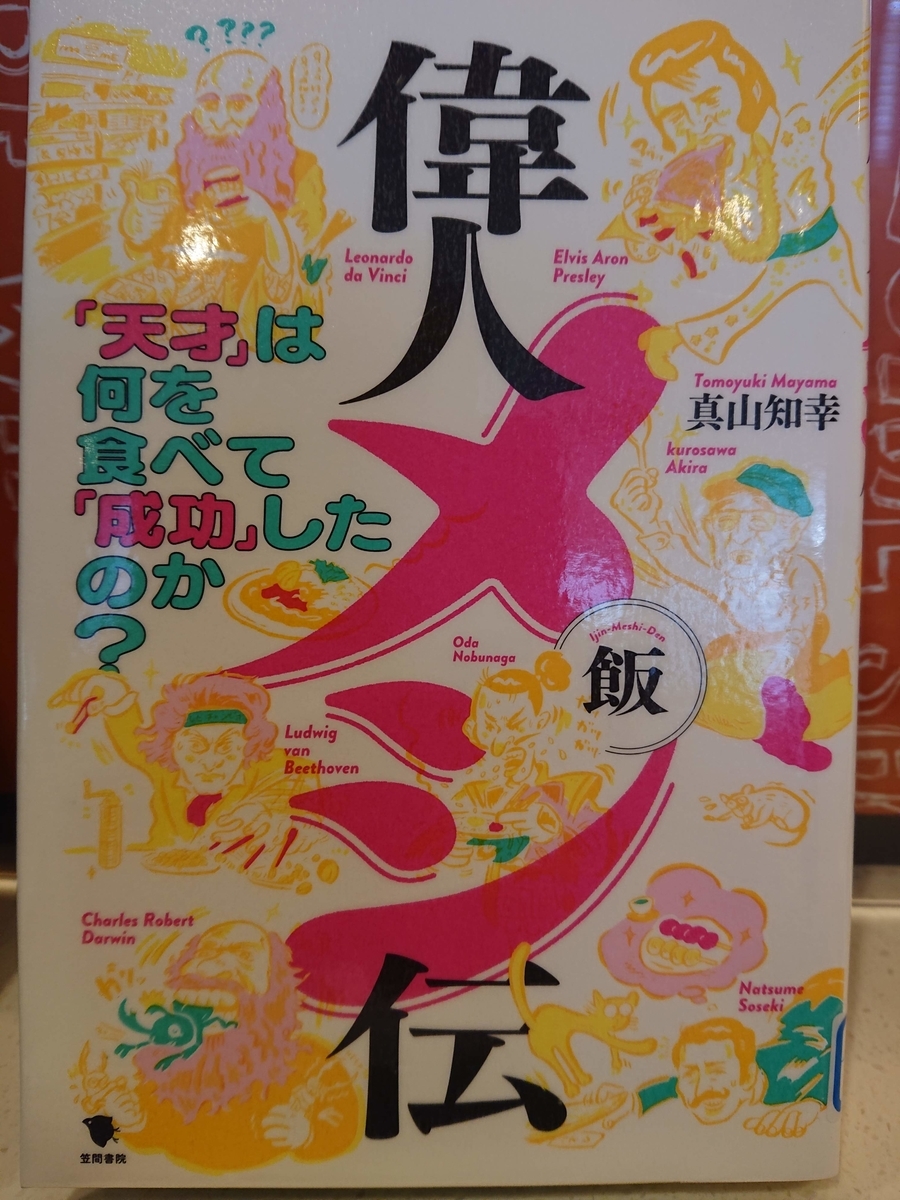 ????
偉人
メシ
伝
Leonardo
da Vinci
Elvis Aron
Presley
「天才」は
何を
食べて
「成功」した
のか
?
Tomoyuki Mayama
真山知幸
kurosawa
Akira
Ijin-Meshi-Den
飯
Oda
Nobunaga
Ludwig
van
Beethoven
Charles Robert
Darwin
Natsume
Soseki
笠間書院